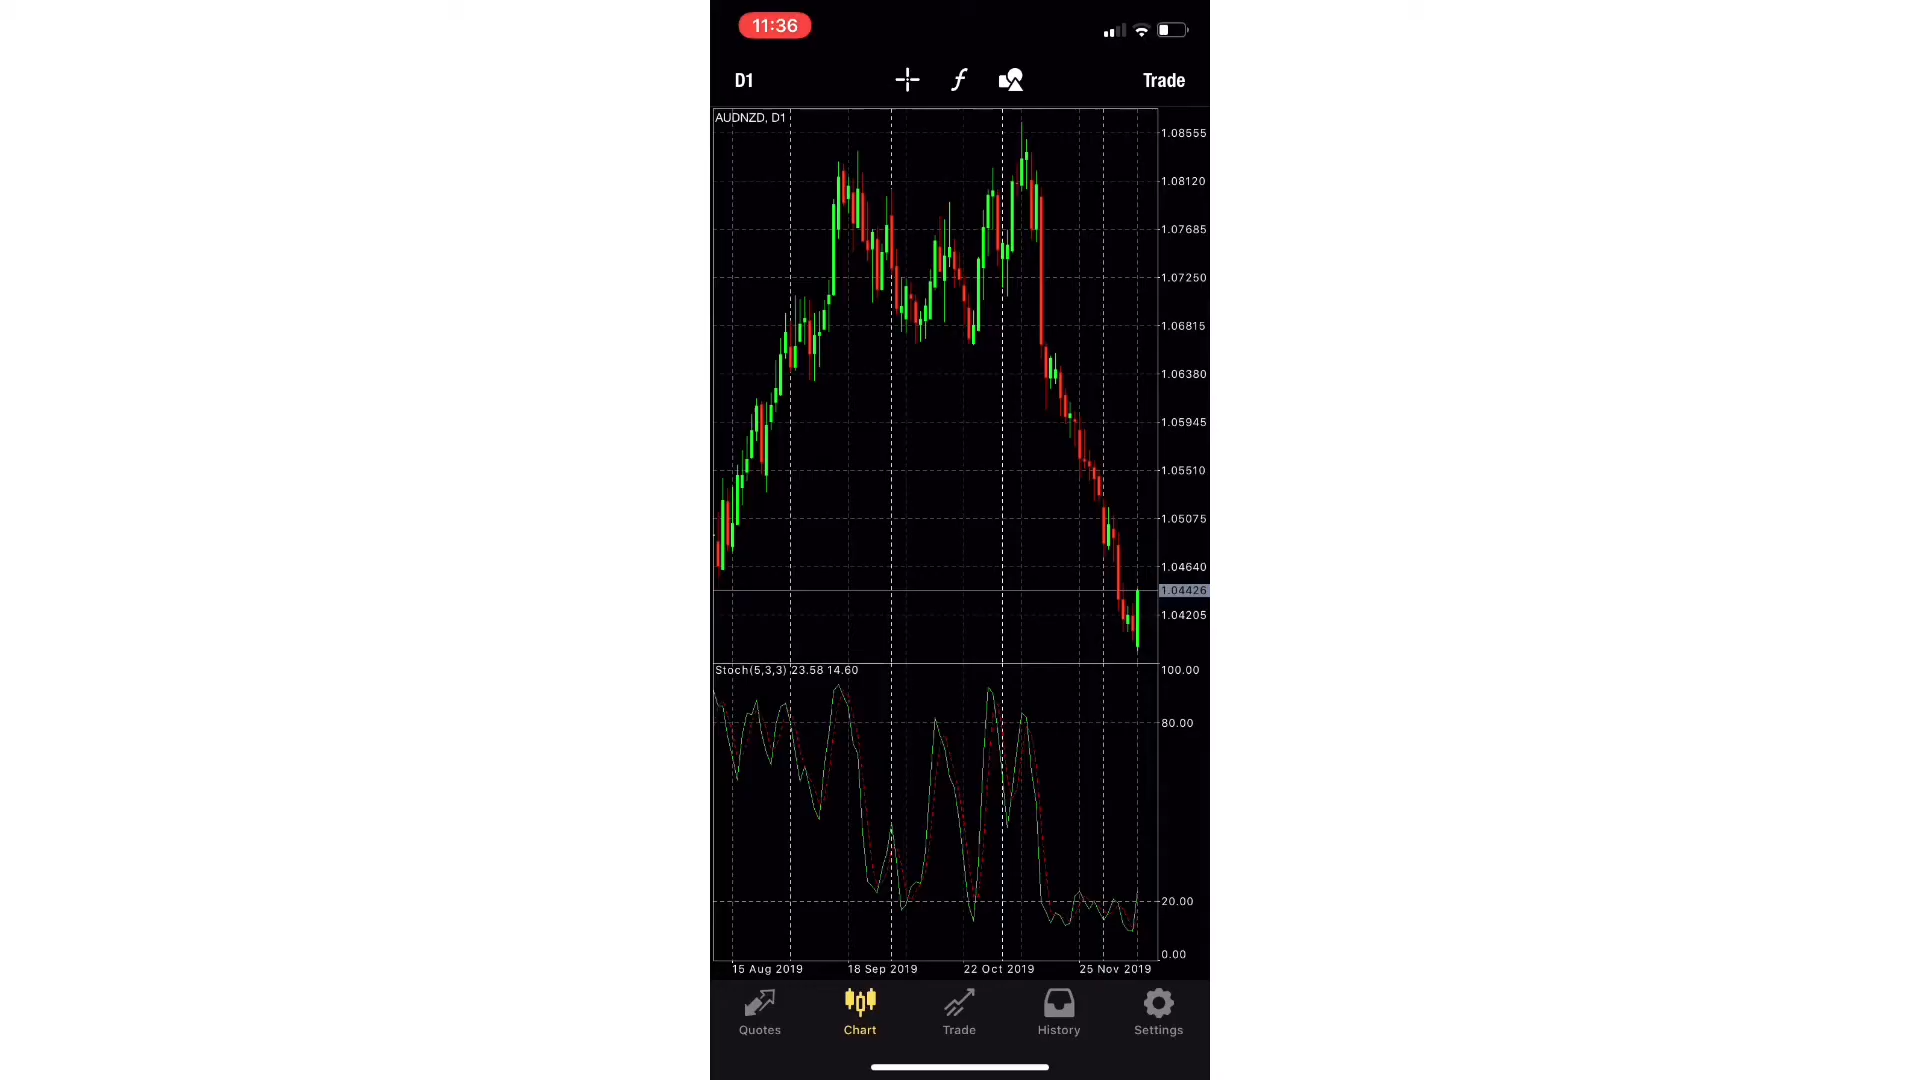 11:36
D1
Trade
AUDNZD, D1
1.08555
1.08120
1.07685
1.07250
1.06815
1.06380
1.05945
1.05510
1.05075
1.04640
1.04426
1.04205
Stoch(5,3,3) 23.58 14.60
100.00
80.00
20.00
0.00
15 Aug 2019 18 Sep 2019 22 Oct 2019 25 Nov 2019
Quotes Chart Trade History Settings